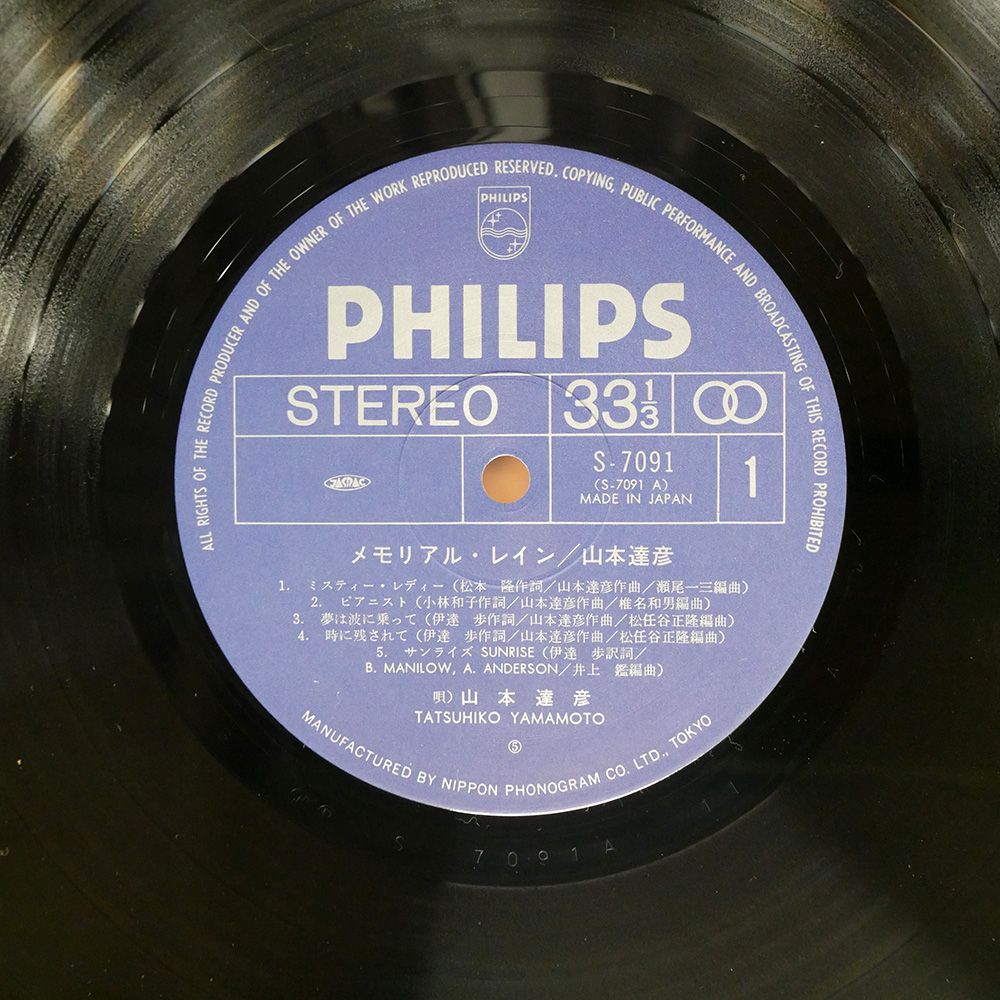 ALL RIGHTS OF THE RECORD PRODUCER AND OF THE OWNER OF THE WORK REPRODUCED RESERVED. COPYING, PUBLIC PERFORMANCE AND BROADCASTING OF THIS RECORD PROHIBITED
PHILIPS
PHILIPS
STEREO
33 1/3
JASRAC
S-7091
(S-7091 A)
MADE IN JAPAN
1
メモリアル・レイン/山本達彦
1. ミスティー・レディー(松本 隆作詞/山本達彦作曲/瀬尾一三編曲)
2. ピアニスト(小林和子作詞/山本達彦作曲/椎名和男編曲)
3. 夢は波に乗って(伊達 歩作詞/山本達彦作曲/松任谷正隆編曲)
4. 時に残されて(伊達 歩作詞/山本達彦作曲/松任谷正隆編曲)
5. サンライズ SUNRISE(伊達 歩訳詞/
B. MANILOW, A. ANDERSON/井上 鑑編曲)
唄)山本達彦
TATSUHIKO YAMAMOTO
⑤
MANUFACTURED BY NIPPON PHONOGRAM CO. LTD., TOKYO
S 7091A 11